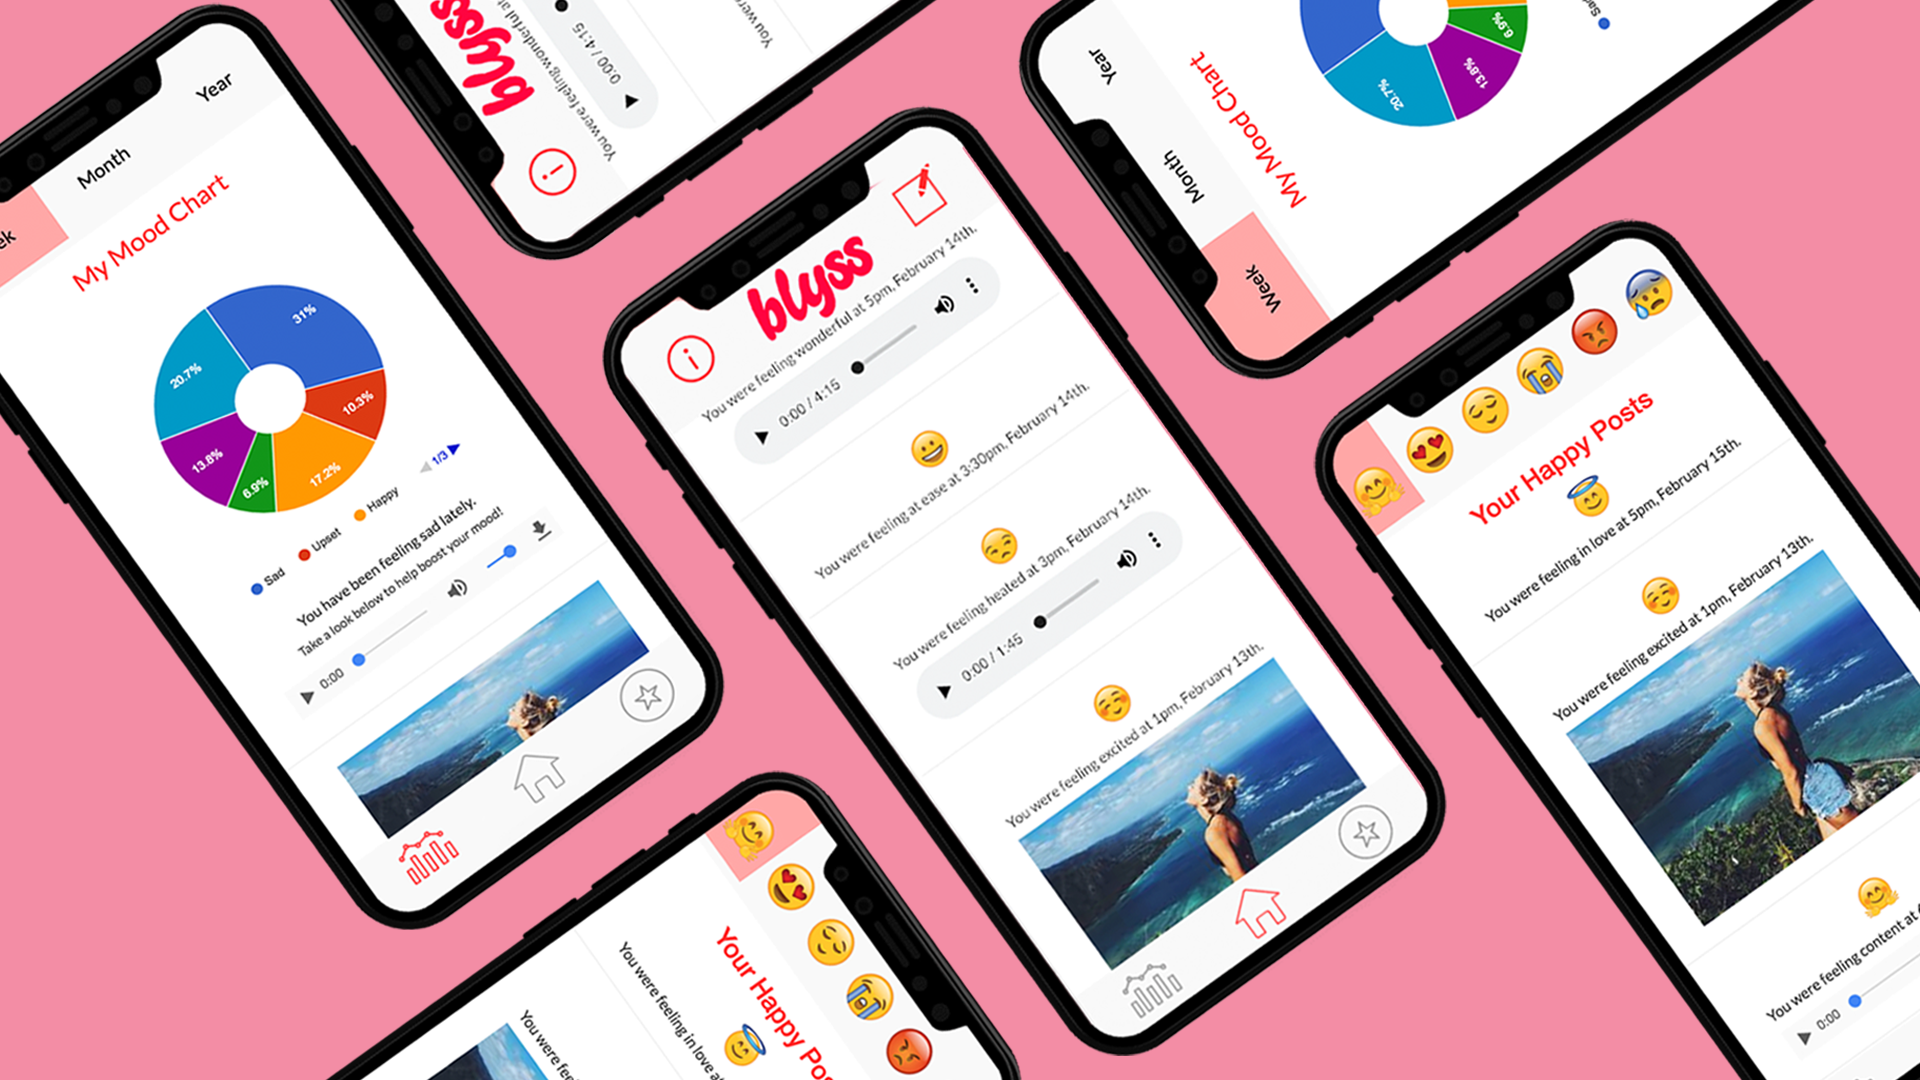 ek
Month
Year
My Mood Chart
31%
10.3%
17.2%
6.9%
13.8%
20.7%
1/3
Sad
Upset
Happy
You have been feeling sad lately.
Take a look below to help boost your mood!
0:00
blyss
You were feeling wonderful at
0:00 / 4:15
You were
blyss
You were feeling wonderful at 5pm, February 14th.
0:00 / 4:15
You were feeling at ease at 3:30pm, February 14th.
You were feeling heated at 3pm, February 14th.
0:00 / 1:45
You were feeling excited at 1pm, February 13th.
Week
Month
Year
My Mood Chart
20.7%
13.8%
6.9%
Your Happy Posts
You were feeling in love at 5pm, February 15th.
You were feeling excited at 1pm, February 13th.
You were feeling content at
0:00
Your Happy Pos
You were feeling in love at
You were fee